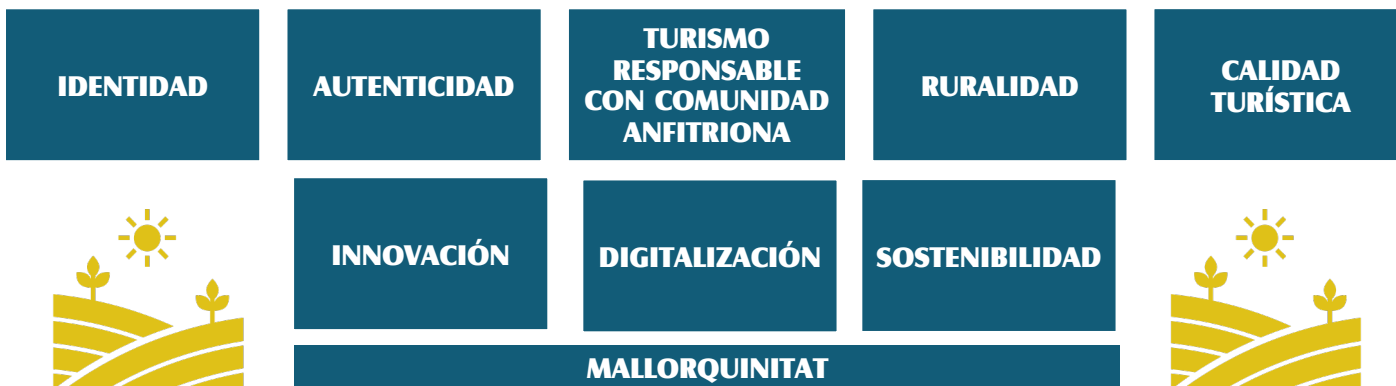 IDENTIDAD
AUTENTICIDAD
TURISMO
RESPONSABLE
CON COMUNIDAD
ANFITRIONA
RURALIDAD
CALIDAD
TURÍSTICA
INNOVACIÓN
DIGITALIZACIÓN
SOSTENIBILIDAD
MALLORQUINITAT